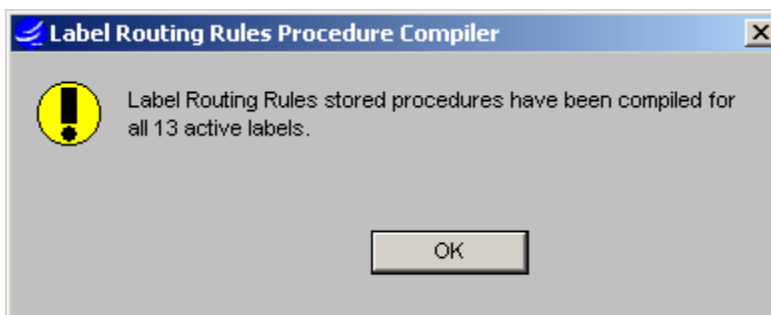 Label Routing Rules Procedure Compiler
Label Routing Rules stored procedures have been compiled for
all 13 active labels.
OK